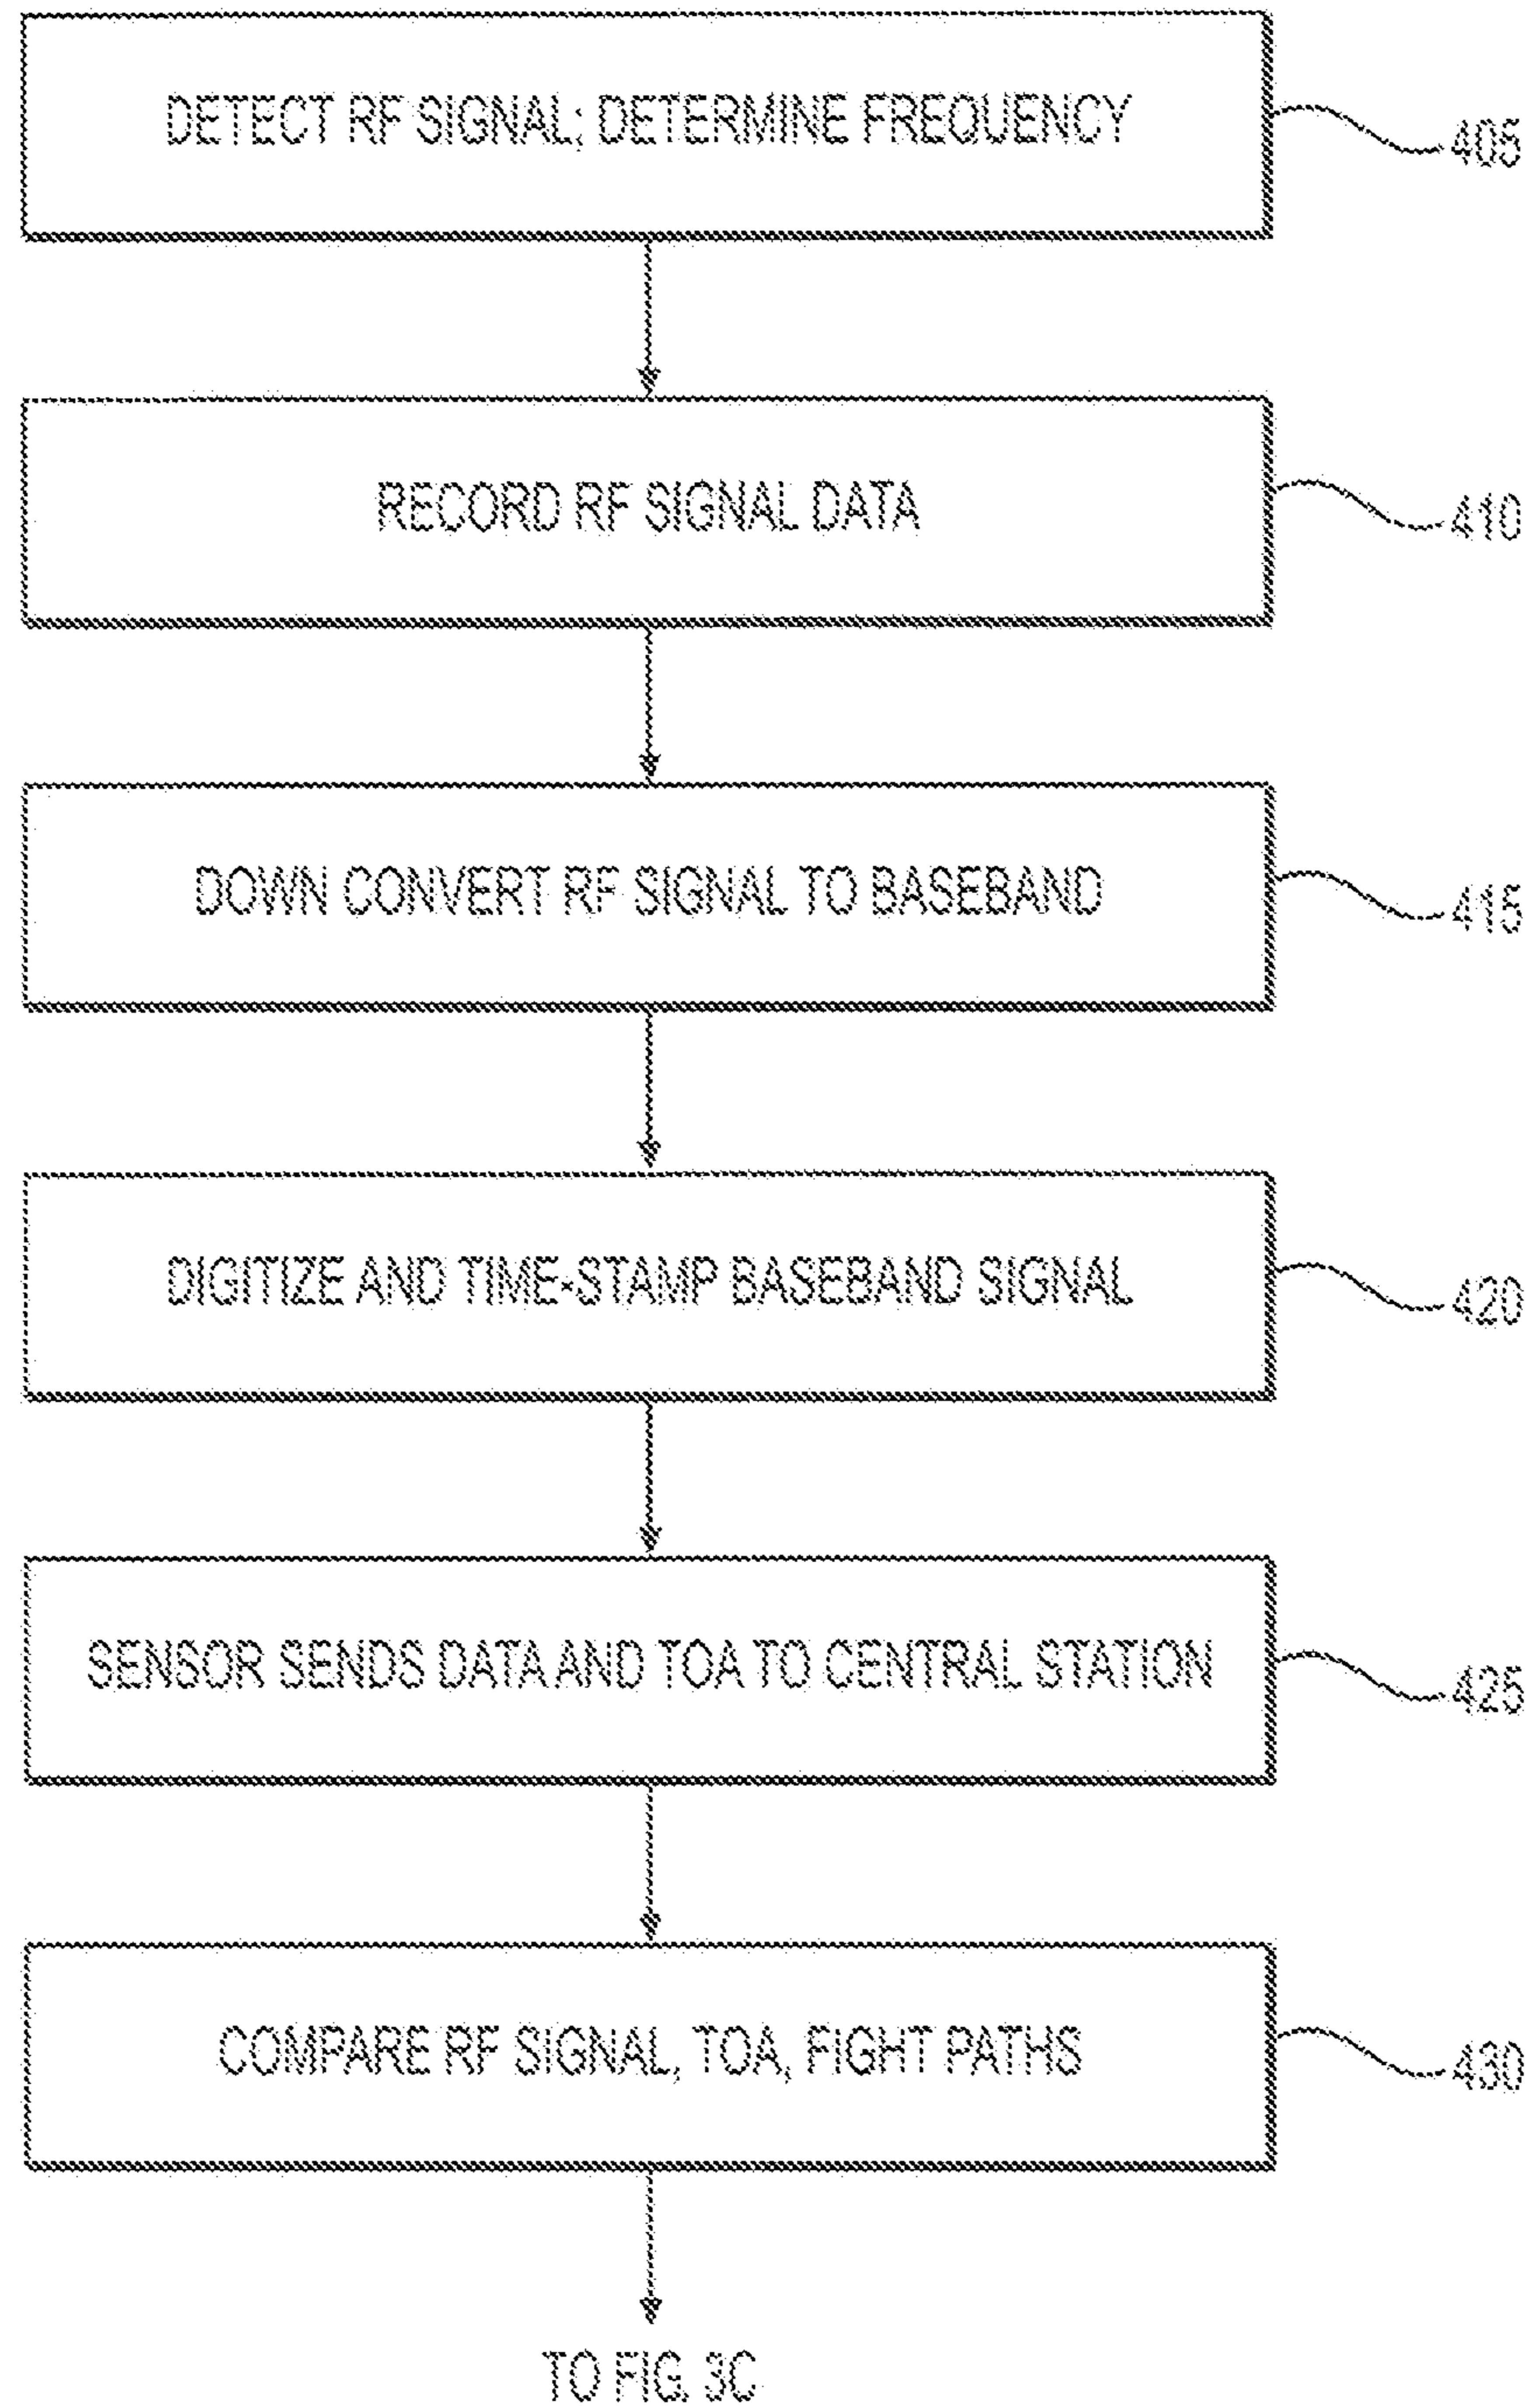 DETECT RF SIGNAL; DETERMINE FREQUENCY
405
RECORD RF SIGNAL DATA
410
DOWN CONVERT RF SIGNAL TO BASEBAND
415
DIGITIZE AND TIME-STAMP BASEBAND SIGNAL
420
SENSOR SENDS DATA AND TOA TO CENTRAL STATION
425
COMPARE RF SIGNAL, TOA, FIGHT PATHS
430
TO FIG. 3C